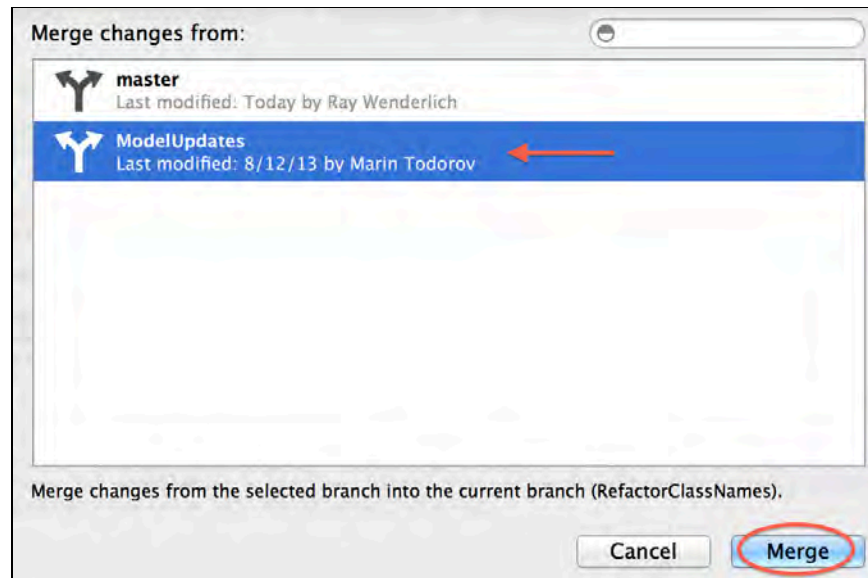 Merge changes from:
master
Last modified: Today by Ray Wenderlich
ModelUpdates
Last modified: 8/12/13 by Marin Todorov
Merge changes from the selected branch into the current branch (RefactorClassNames).
Cancel
Merge